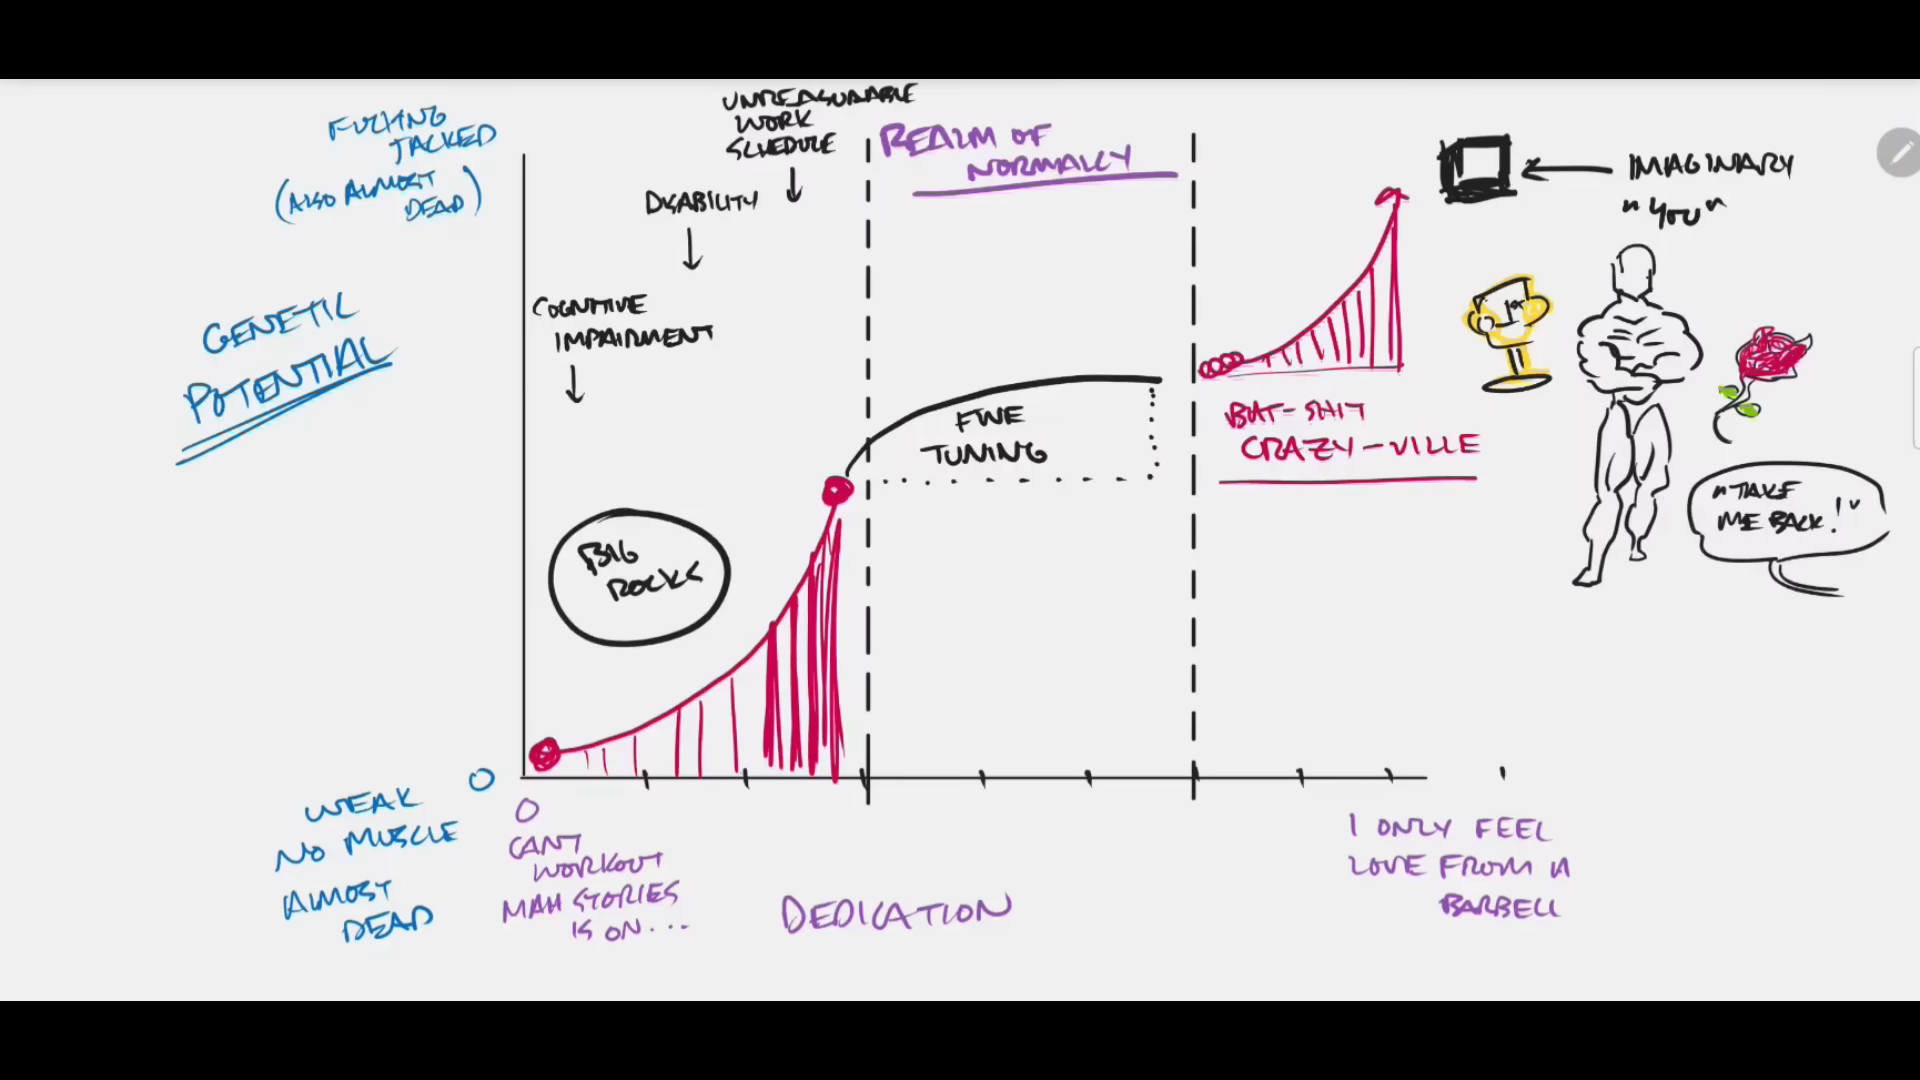 FUCKING
JACKED
(ALSO ALMOST
DEAD)
GENETIC
POTENTIAL
UNREASONABLE
WORK
SCHEDULE
DISABILITY
COGNITIVE
IMPAIRMENT
REALM OF
NORMALCY
FINE
TUNING
BIG
ROCKS
BAT-SHIT
CRAZY-VILLE
IMAGINARY
"YOU"
1st
"TAKE
ME BACK!"
0
WEAK
NO MUSCLE
ALMOST
DEAD
0
CANT
WORKOUT
MAH STORIES
IS ON...
DEDICATION
I ONLY FEEL
LOVE FROM A
BARBELL